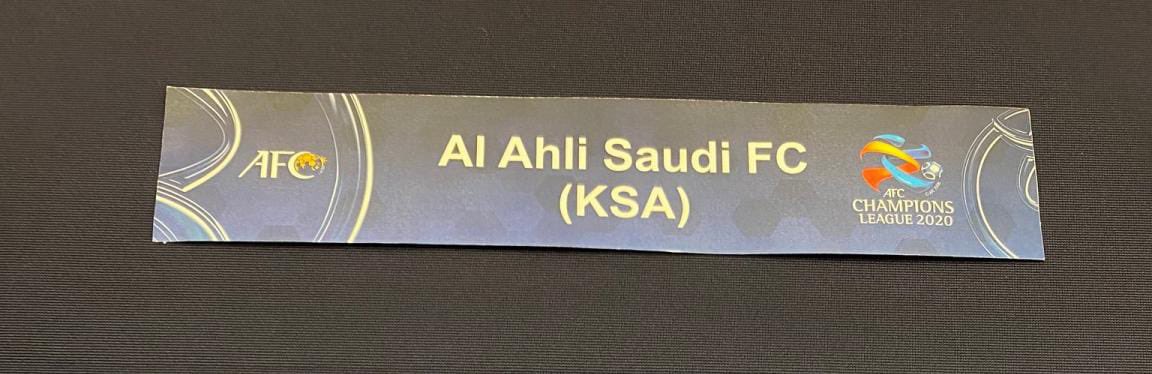 AFC
Al Ahli Saudi FC
(KSA)
AFC
CHAMPIONS
LEAGUE 2020